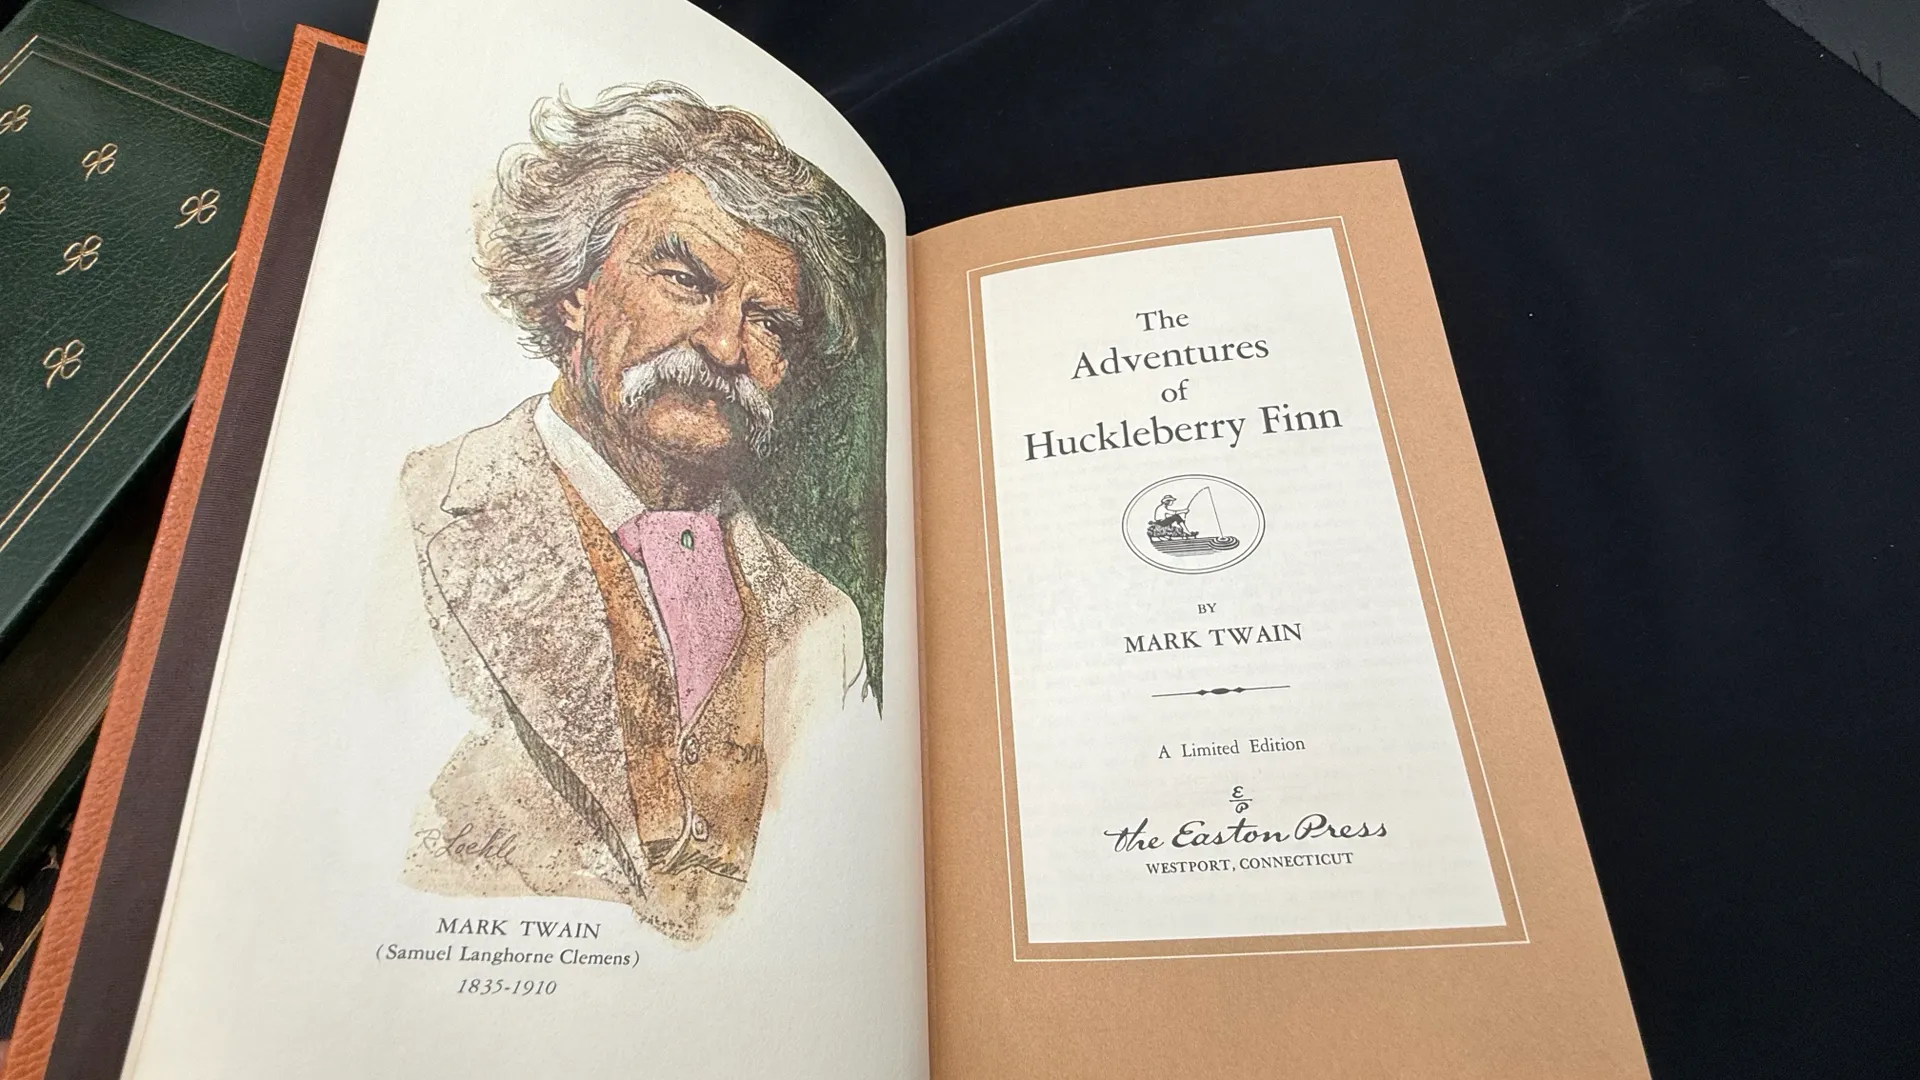 R. Loehle
MARK TWAIN
(Samuel Langhorne Clemens)
1835-1910
The
Adventures
of
Huckleberry Finn
BY
MARK TWAIN
A Limited Edition
E
P
the Easton Press
WESTPORT, CONNECTICUT